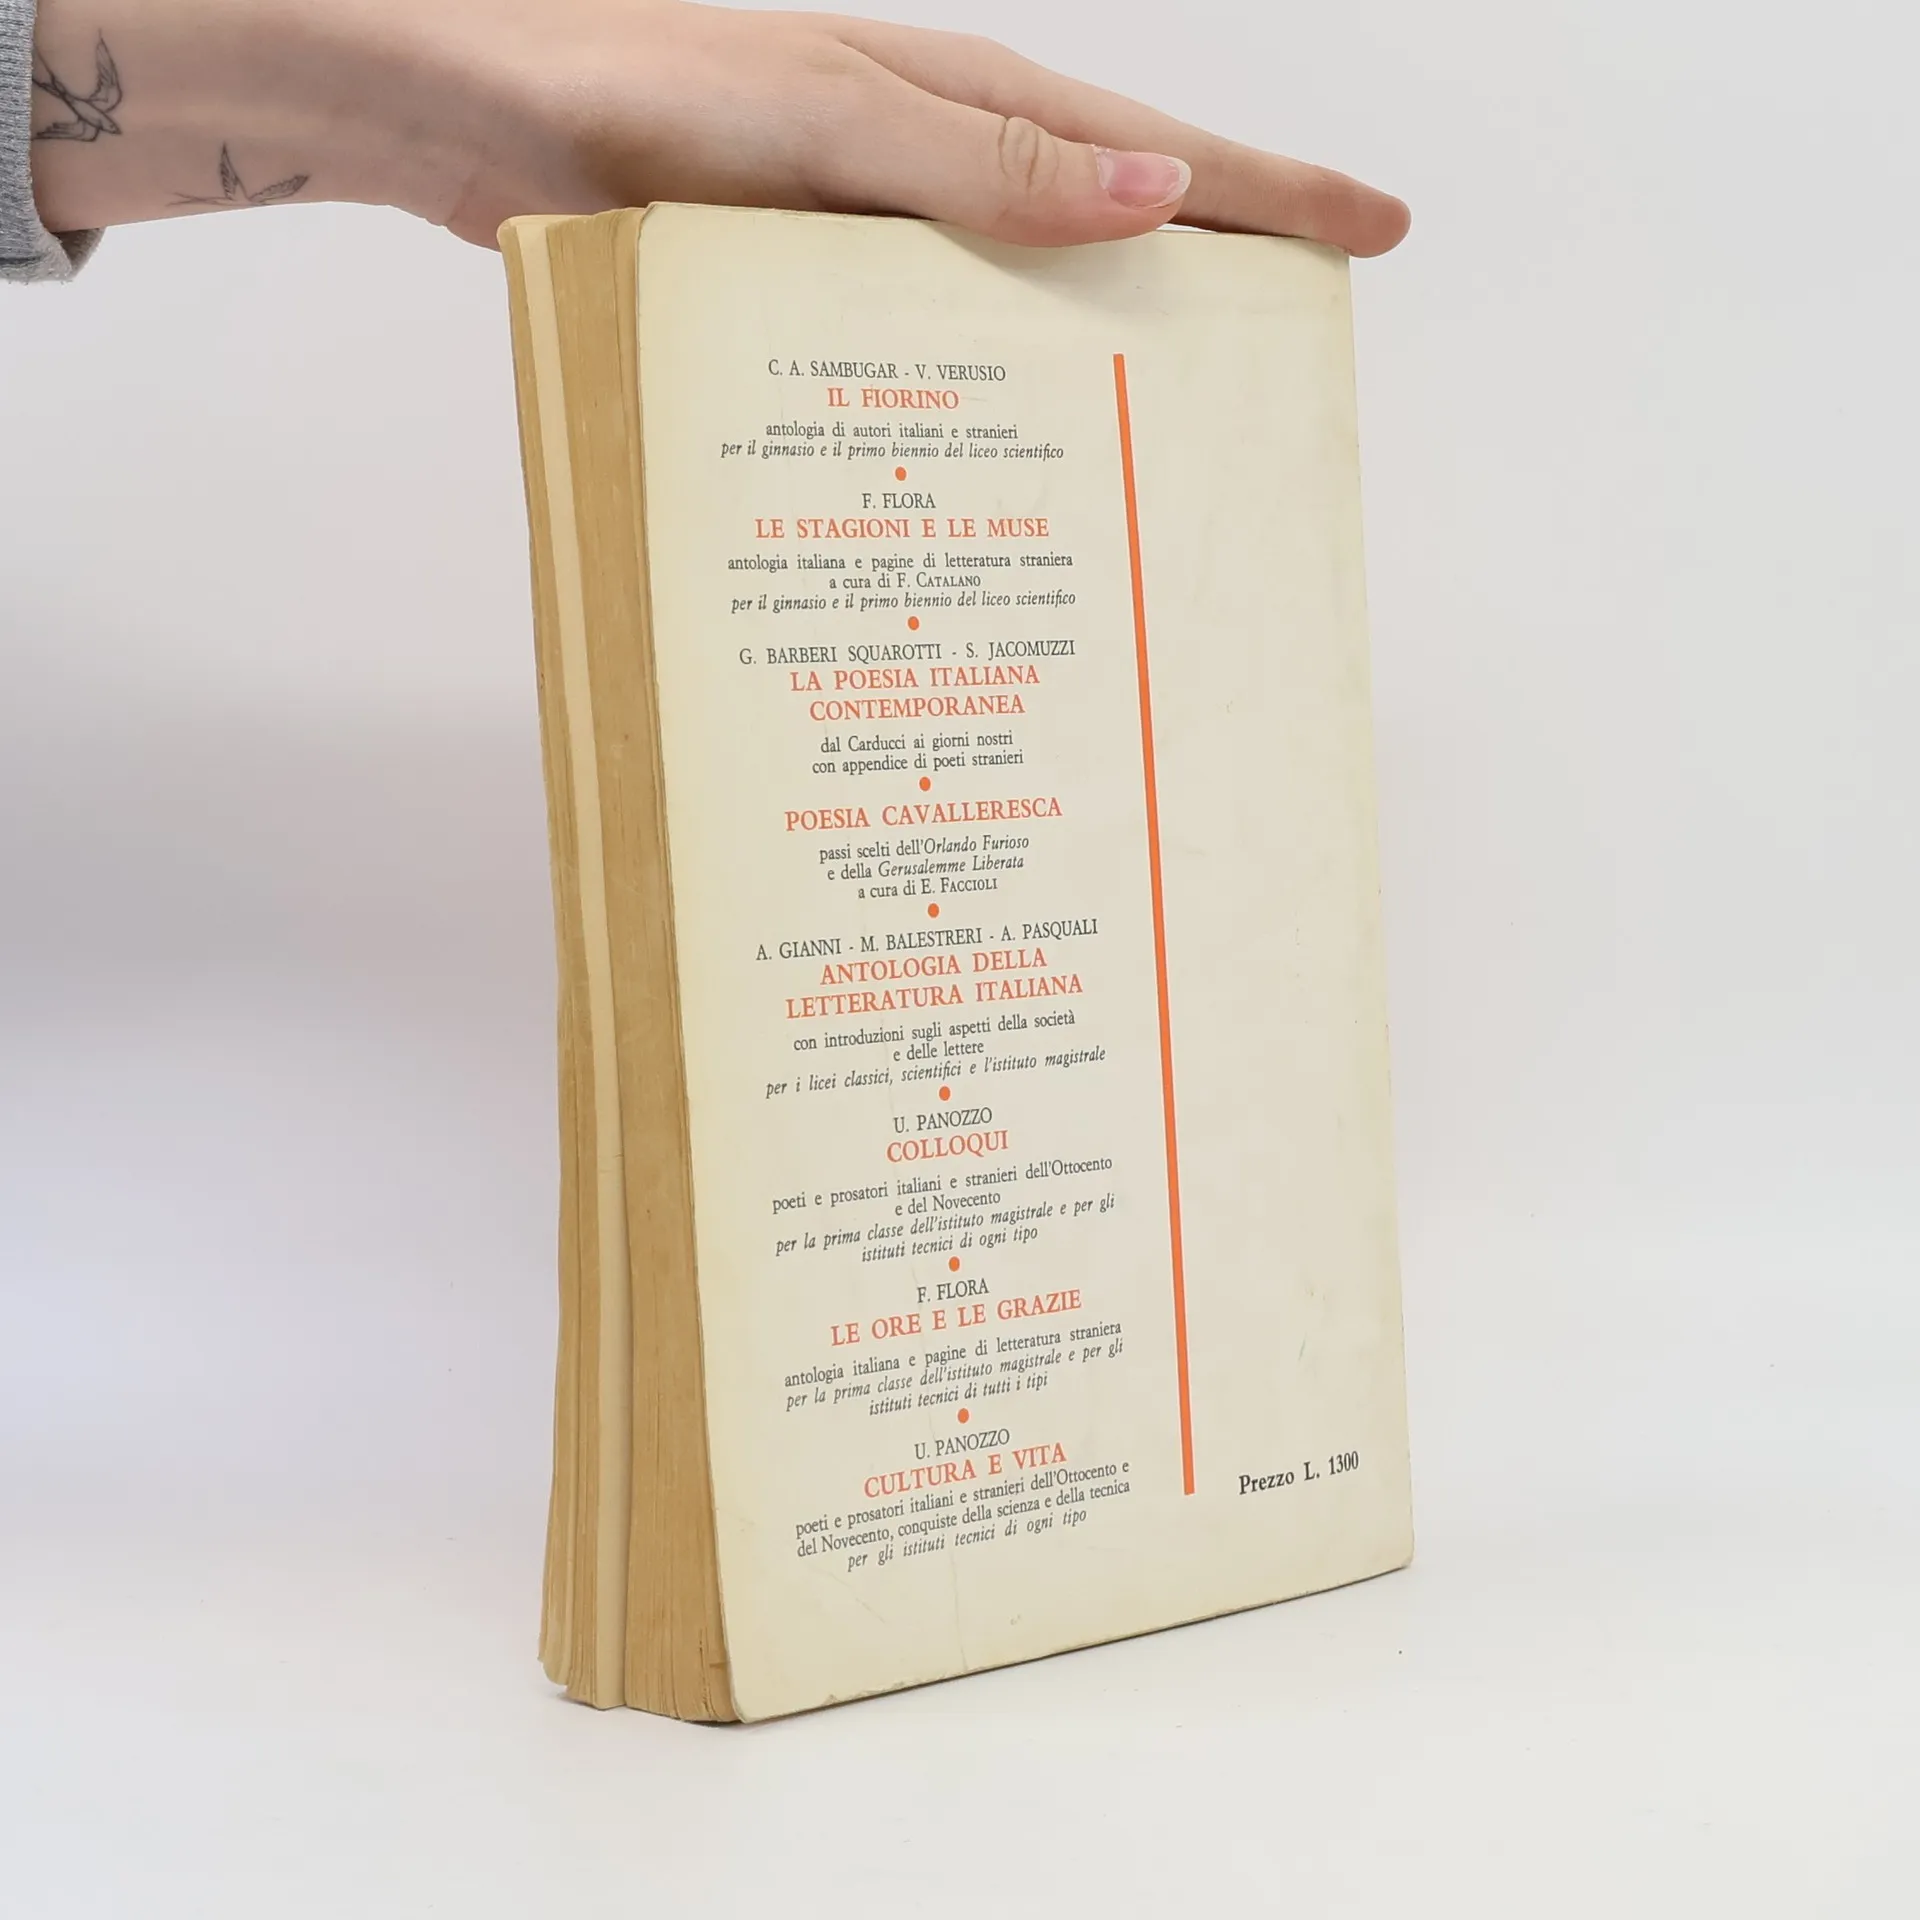 C. A. SAMBUGAR - V. VERUSIO
IL FIORINO
antologia di autori italiani e stranieri
per il ginnasio e il primo biennio del liceo scientifico
F. FLORA
LE STAGIONI E LE MUSE
antologia italiana e pagine di letteratura straniera
a cura di F. CATALANO
per il ginnasio e il primo biennio del liceo scientifico
G. BARBERI SQUAROTTI - S. JACOMUZZI
LA POESIA ITALIANA
CONTEMPORANEA
dal Carducci ai giorni nostri
con appendice di poeti stranieri
POESIA CAVALLERESCA
passi scelti dell'Orlando Furioso
e della Gerusalemme Liberata
a cura di E. FACCIOLI
A. GIANNI - M. BALESTRERI - A. PASQUALI
ANTOLOGIA DELLA
LETTERATURA ITALIANA
con introduzioni sugli aspetti della società
e delle lettere
per i licei classici, scientifici e l'istituto magistrale
U. PANOZZO
COLLOQUI
poeti e prosatori italiani e stranieri dell'Ottocento
e del Novecento
per la prima classe dell'istituto magistrale e per gli
istituti tecnici di ogni tipo
F. FLORA
LE ORE E LE GRAZIE
antologia italiana e pagine di letteratura straniera
per la prima classe dell'istituto magistrale e per gli
istituti tecnici di tutti i tipi
U. PANOZZO
CULTURA E VITA
poeti e prosatori italiani e stranieri dell'Ottocento e
del Novecento, conquiste della scienza e della tecnica
per gli istituti tecnici di ogni tipo
Prezzo L. 1300